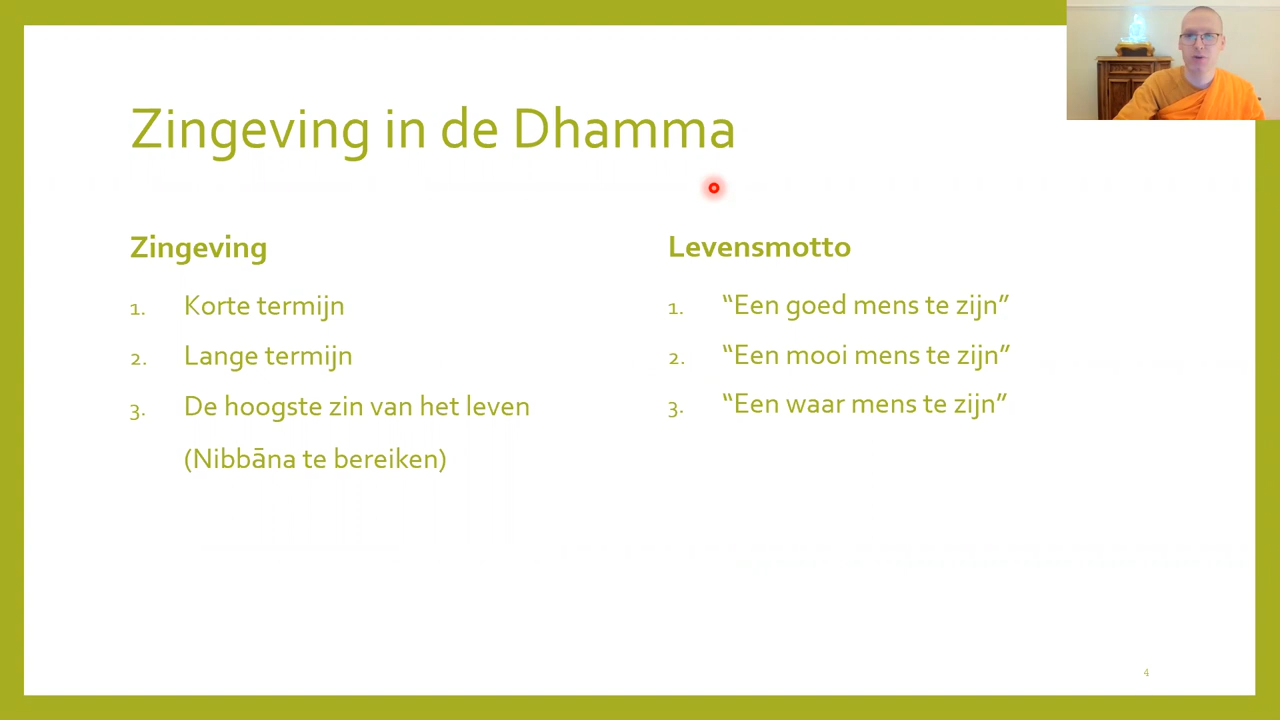 Zingeving in de Dhamma
Zingeving
1. Korte termijn
2. Lange termijn
3. De hoogste zin van het leven
(Nibbāna te bereiken)
Levensmotto
1. “Een goed mens te zijn”
2. “Een mooi mens te zijn”
3. “Een waar mens te zijn”
4